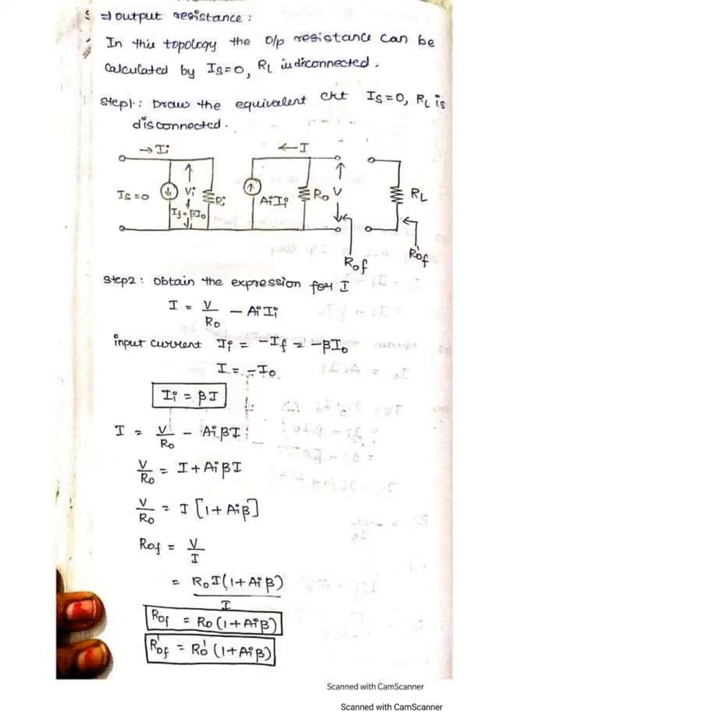 ⇒ Output resistance :
In this topology the O/p resistance can be
Calculated by Is=0, RL is diconnected.
Step1: Draw the equivalent ckt Is=0, RL is
disconnected.
→ Ii ← I
Is=0 Vi Ri AiIi Ro V RL
If=βIo
Rof R'of
Step2: Obtain the expression for I
I = V/Ro - AiIi
input current Ii = -If = -βIo
I = -Io
Ii = βI
I = V/Ro - AiβI
V/Ro = I + AiβI
V/Ro = I [1 + Aiβ]
Rof = V/I
= RoI(1+Aiβ)/I
Rof = Ro (1+Aiβ)
R'of = Ro' (1+Aiβ)
Scanned with CamScanner
Scanned with CamScanner